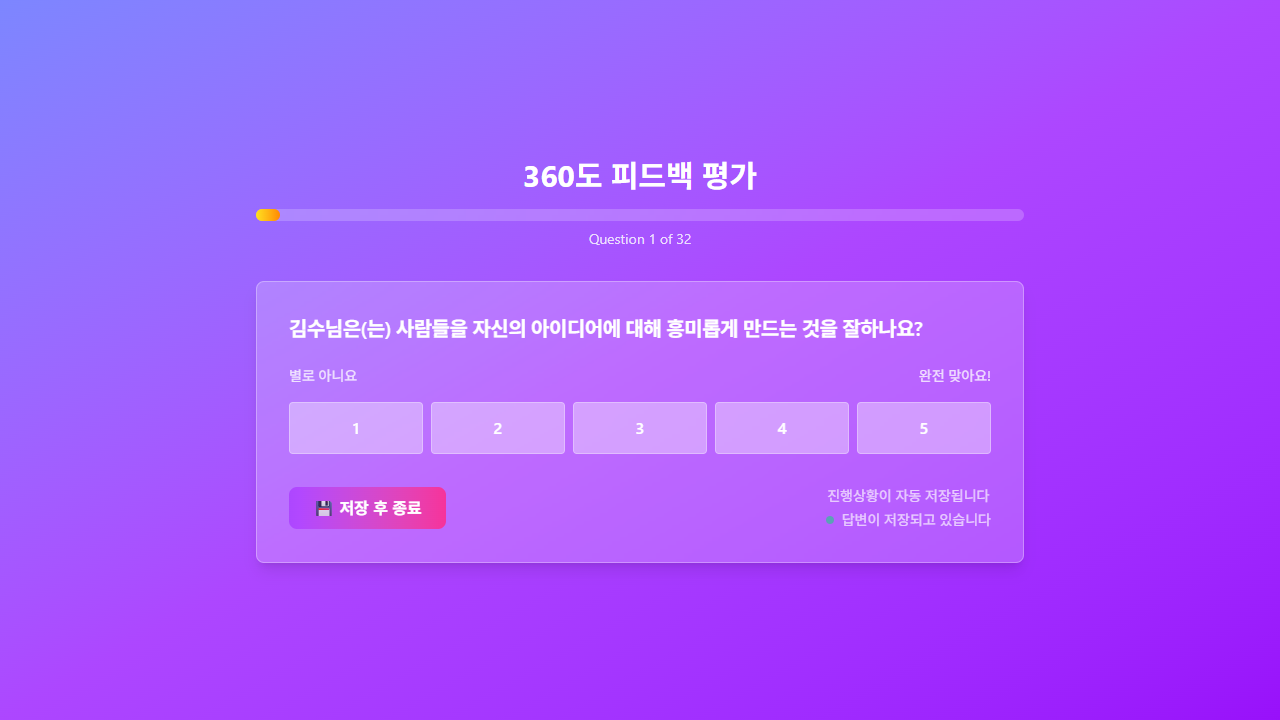 360도 피드백 평가
Question 1 of 32
김수님은(는) 사람들을 자신의 아이디어에 대해 흥미롭게 만드는 것을 잘하나요?
별로 아니요
완전 맞아요!
1
2
3
4
5
💾 저장 후 종료
진행상황이 자동 저장됩니다
답변이 저장되고 있습니다